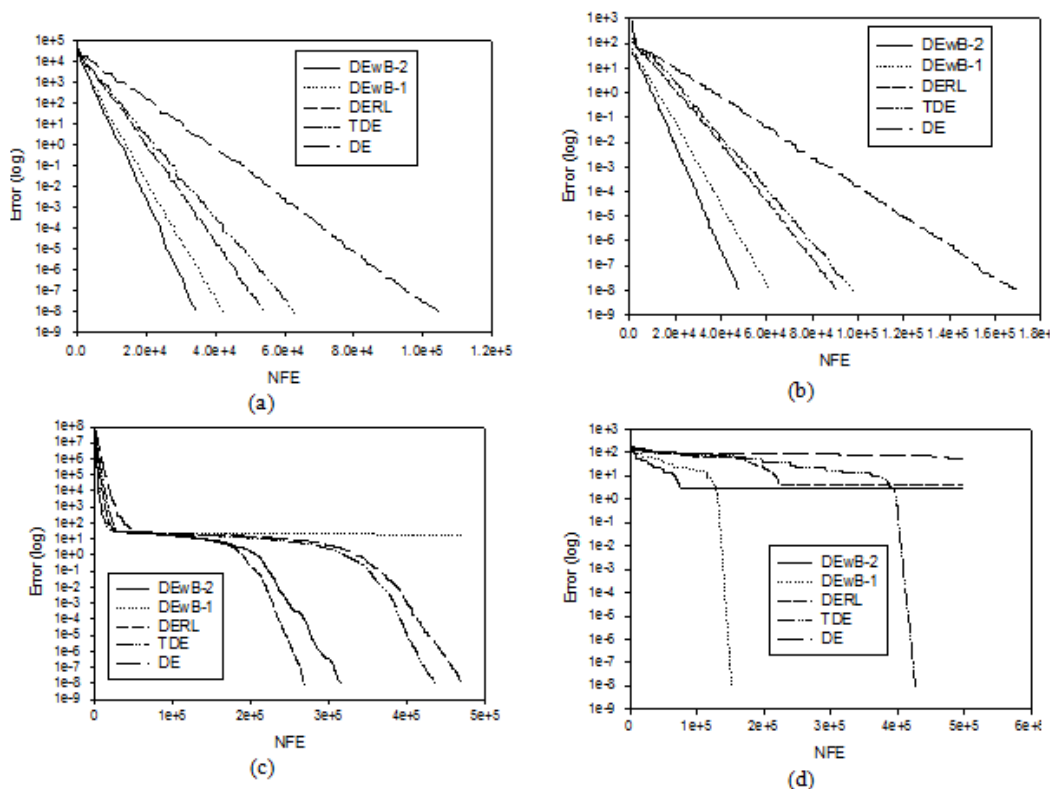 1e+5
1e+4
1e+3
1e+2
1e+1
1e+0
1e-1
1e-2
1e-3
1e-4
1e-5
1e-6
1e-7
1e-8
1e-9
Error (log)
DEwB-2
DEwB-1
DERL
TDE
DE
0.0
2.0e+4
4.0e+4
6.0e+4
8.0e+4
1.0e+5
1.2e+5
NFE
(a)
1e+3
1e+2
1e+1
1e+0
1e-1
1e-2
1e-3
1e-4
1e-5
1e-6
1e-7
1e-8
1e-9
Error (log)
DEwB-2
DEwB-1
DERL
TDE
DE
0.0
2.0e+4
4.0e+4
6.0e+4
8.0e+4
1.0e+5
1.2e+5
1.4e+5
1.6e+5
1.8e+5
NFE
(b)
1e+8
1e+7
1e+6
1e+5
1e+4
1e+3
1e+2
1e+1
1e+0
1e-1
1e-2
1e-3
1e-4
1e-5
1e-6
1e-7
1e-8
1e-9
Error (log)
DEwB-2
DEwB-1
DERL
TDE
DE
0
1e+5
2e+5
3e+5
4e+5
5e+5
NFE
(c)
1e+3
1e+2
1e+1
1e+0
1e-1
1e-2
1e-3
1e-4
1e-5
1e-6
1e-7
1e-8
1e-9
Error (log)
DEwB-2
DEwB-1
DERL
TDE
DE
0
1e+5
2e+5
3e+5
4e+5
5e+5
NFE
(d)